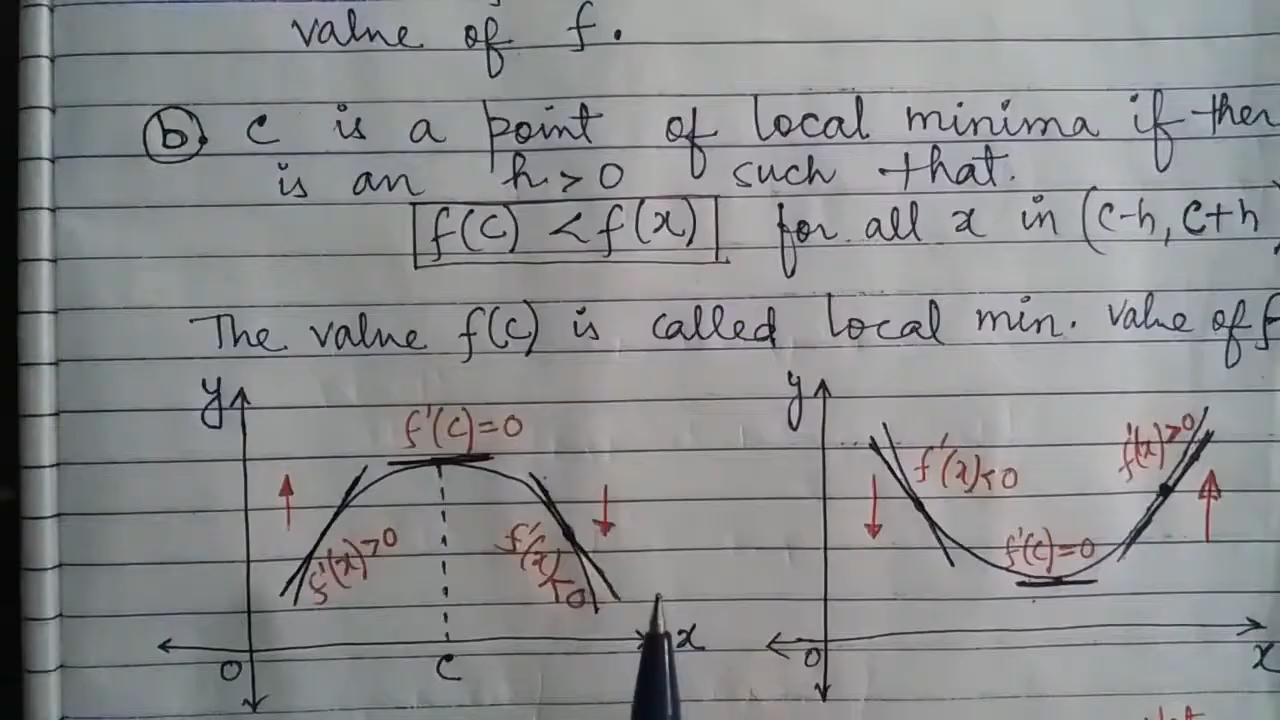 value of f.
(b) C is a point of local minima if ther
is an h>0 such that.
f(c) < f(x) for all x in (c-h, c+h
The value f(c) is called local min. value of f
y
f'(c)=0
f'(x)>0
f'(x)<0
O
C
x
y
f'(x)<0
f'(x)>0
f'(c)=0
O
x